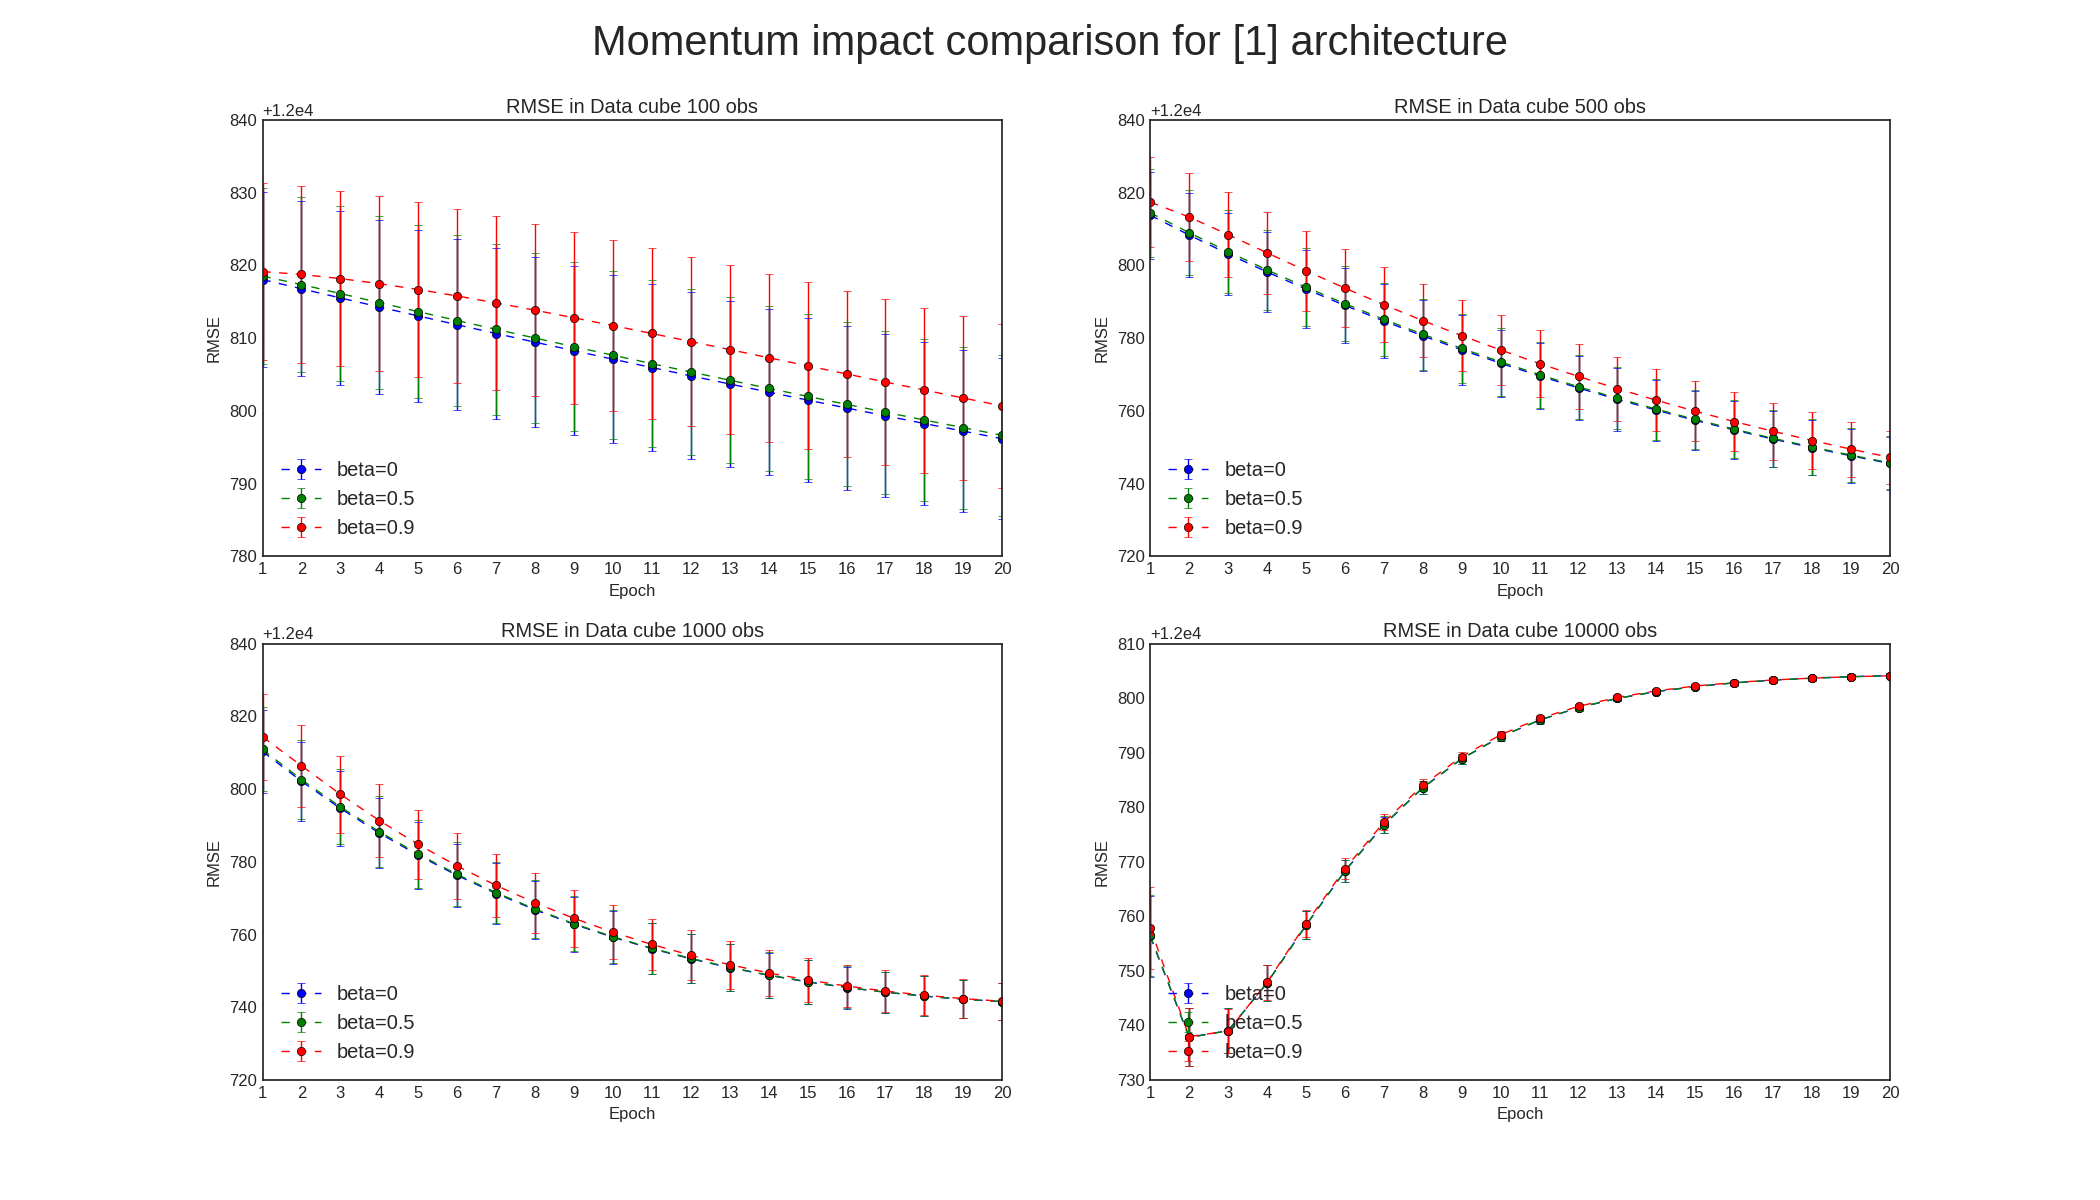 Momentum impact comparison for [1] architecture
RMSE in Data cube 100 obs
+1.2e4
840
830
820
810
800
790
780
RMSE
beta=0
beta=0.5
beta=0.9
1 2 3 4 5 6 7 8 9 10 11 12 13 14 15 16 17 18 19 20
Epoch
RMSE in Data cube 500 obs
+1.2e4
840
820
800
780
760
740
720
RMSE
beta=0
beta=0.5
beta=0.9
1 2 3 4 5 6 7 8 9 10 11 12 13 14 15 16 17 18 19 20
Epoch
RMSE in Data cube 1000 obs
+1.2e4
840
820
800
780
760
740
720
RMSE
beta=0
beta=0.5
beta=0.9
1 2 3 4 5 6 7 8 9 10 11 12 13 14 15 16 17 18 19 20
Epoch
RMSE in Data cube 10000 obs
+1.2e4
810
800
790
780
770
760
750
740
730
RMSE
beta=0
beta=0.5
beta=0.9
1 2 3 4 5 6 7 8 9 10 11 12 13 14 15 16 17 18 19 20
Epoch